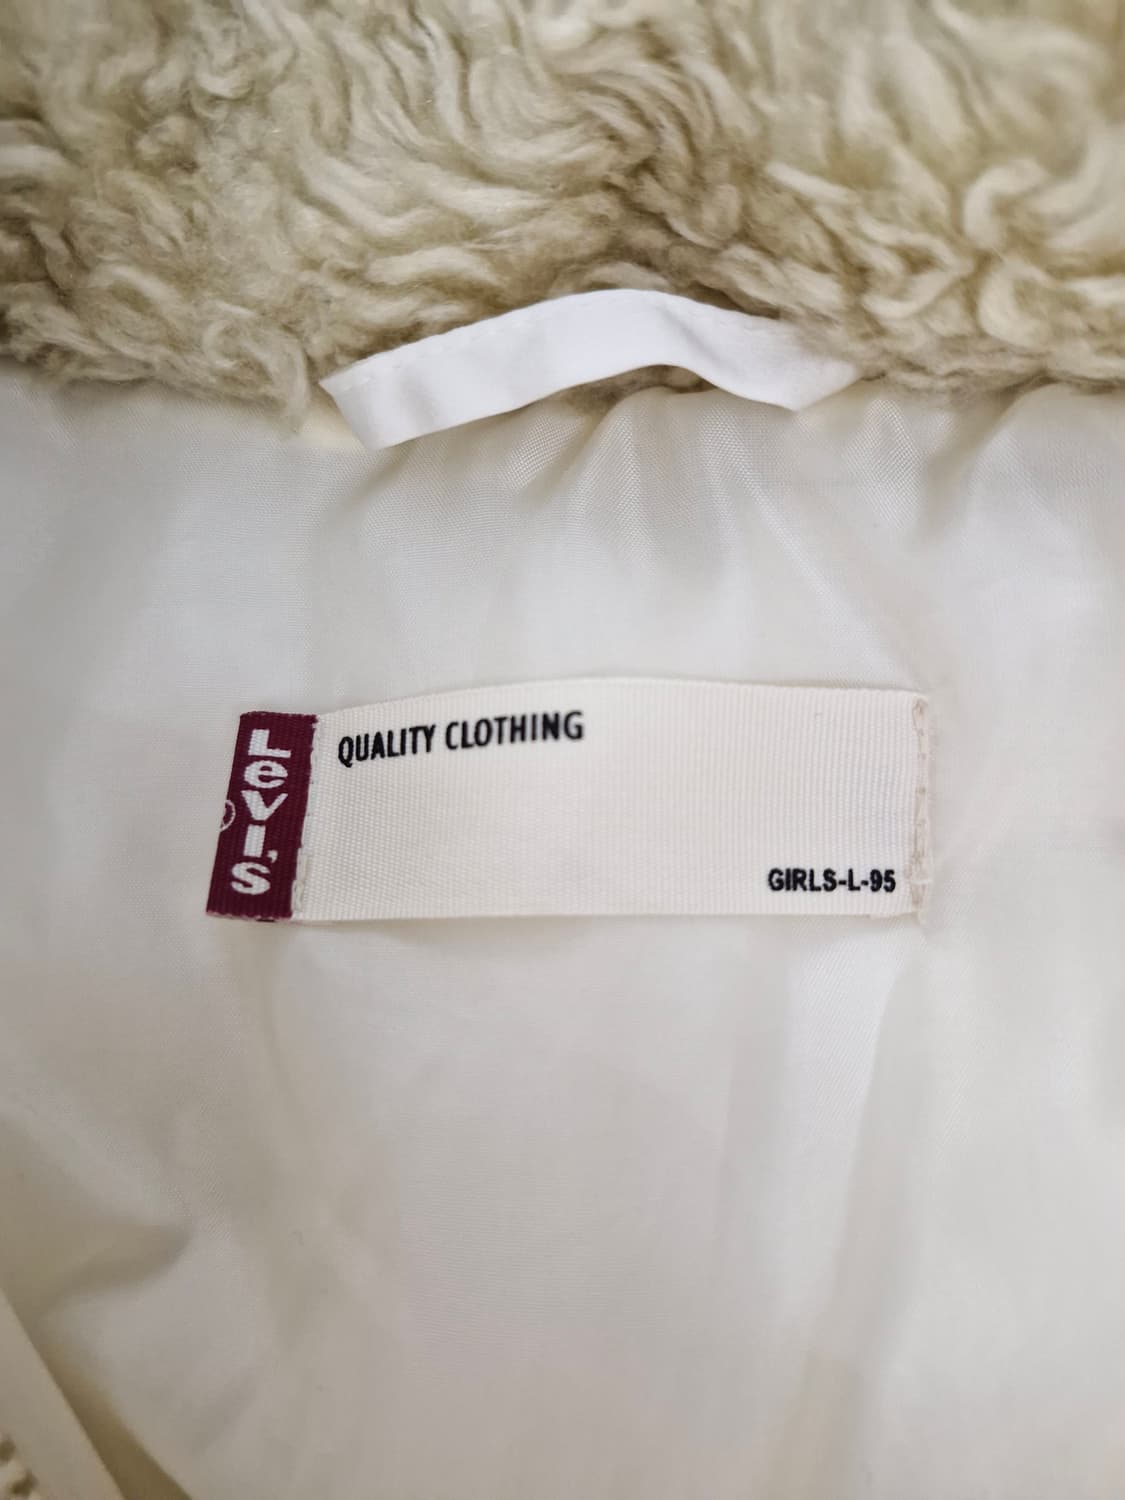 LeVI'S
®
QUALITY CLOTHING
GIRLS-L-95